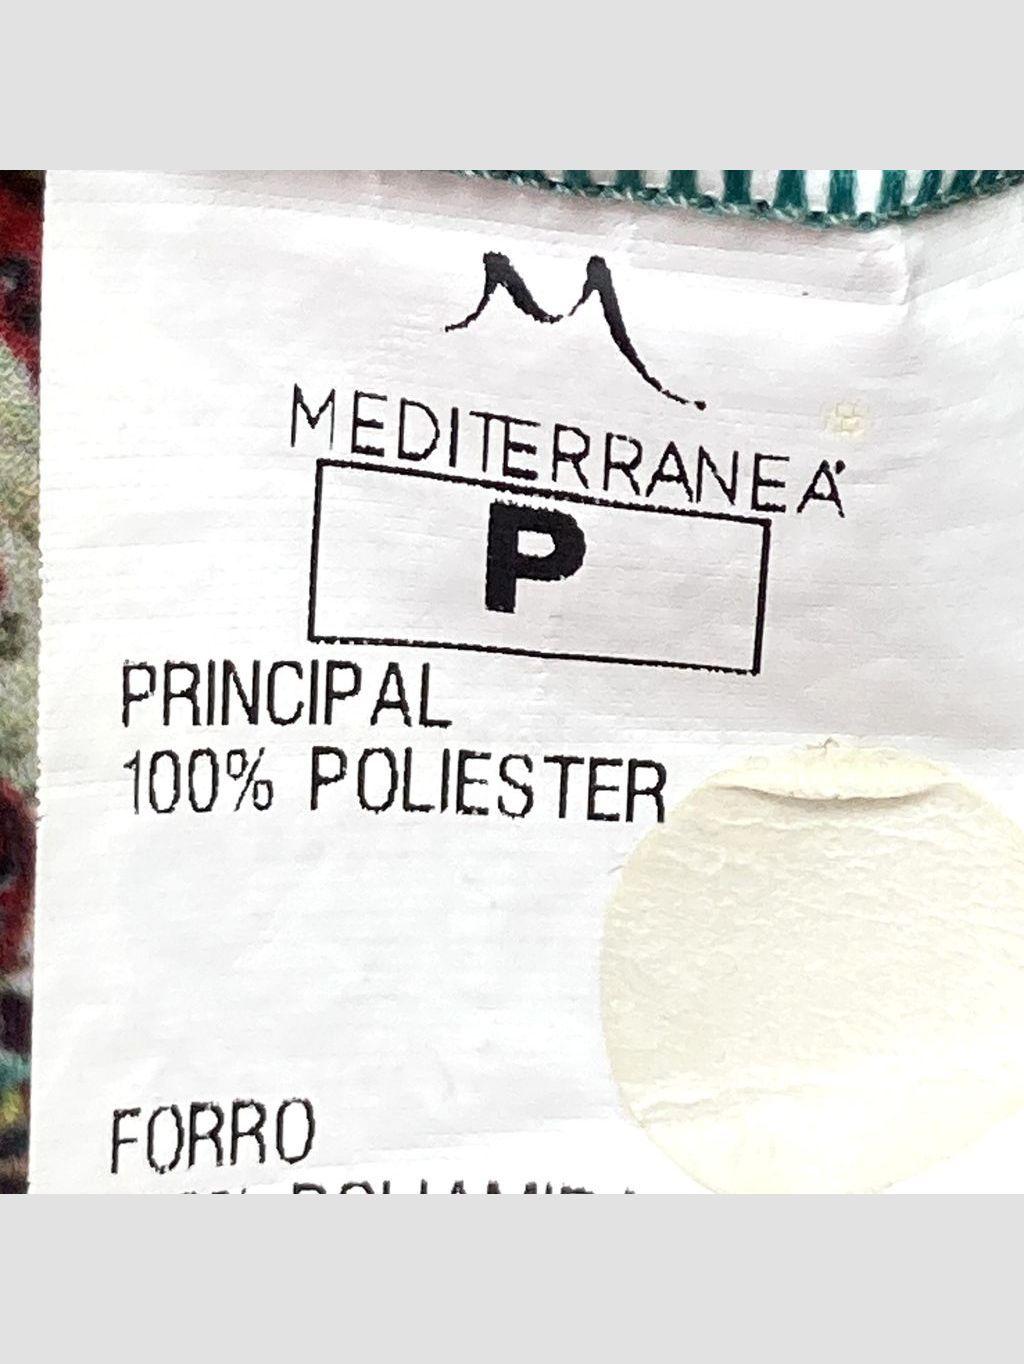 M
MEDITERRANEA
P
PRINCIPAL
100% POLIESTER
FORRO